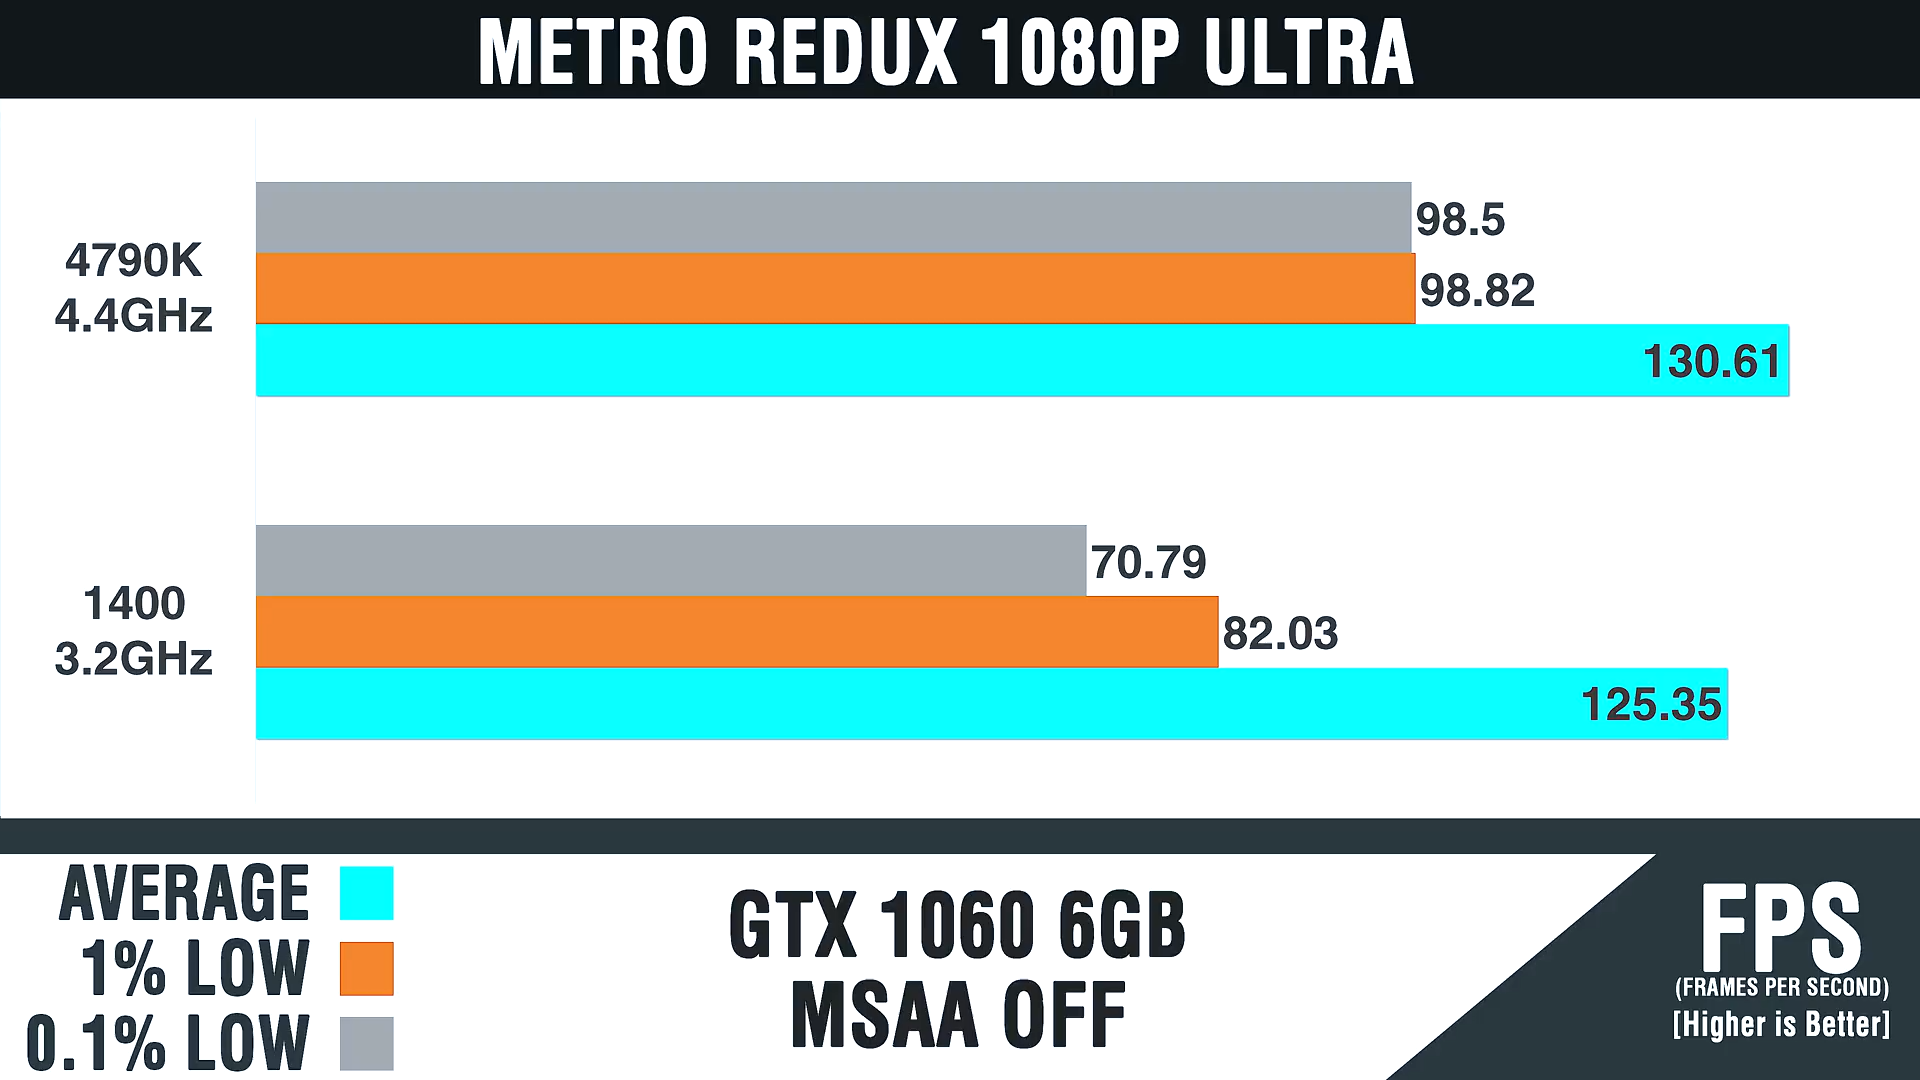 METRO REDUX 1080P ULTRA
4790K
4.4GHz
98.5
98.82
130.61
1400
3.2GHz
70.79
82.03
125.35
AVERAGE
1% LOW
0.1% LOW
GTX 1060 6GB
MSAA OFF
FPS
(FRAMES PER SECOND)
[Higher is Better]